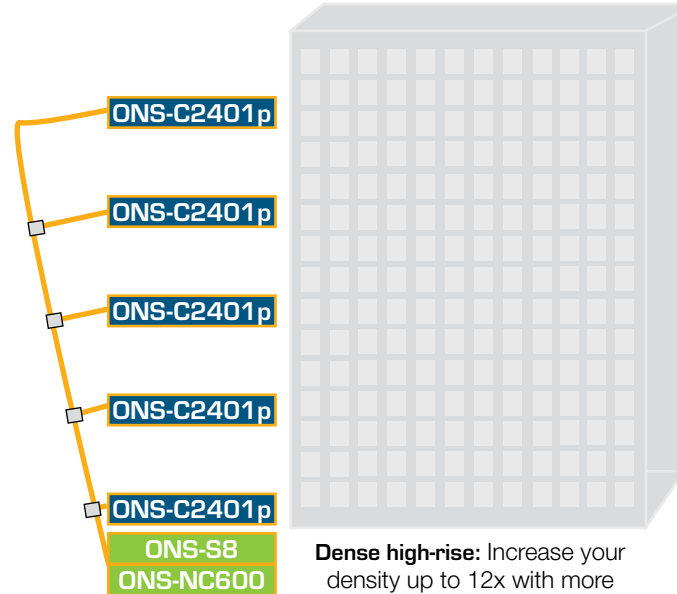 ONS-C2401p
ONS-C2401p
ONS-C2401p
ONS-C2401p
ONS-C2401p
ONS-S8
ONS-NC600
Dense high-rise: Increase your
density up to 12x with more